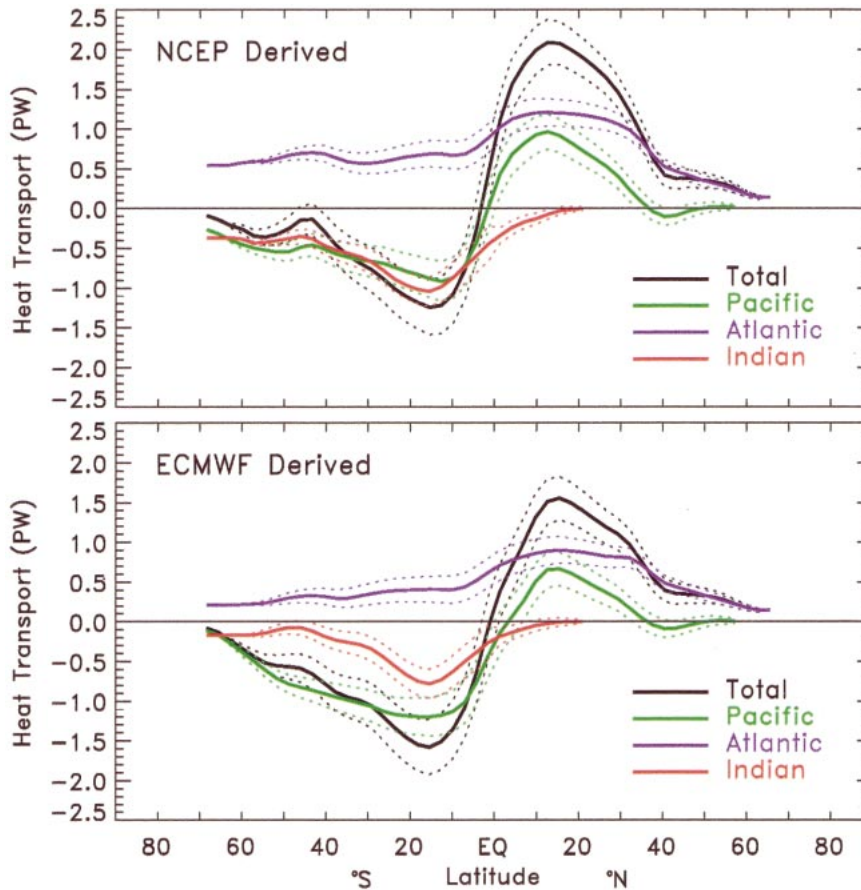 2.5
2.0
1.5
1.0
0.5
0.0
-0.5
-1.0
-1.5
-2.0
-2.5
Heat Transport (PW)
NCEP Derived
Total
Pacific
Atlantic
Indian
2.5
2.0
1.5
1.0
0.5
0.0
-0.5
-1.0
-1.5
-2.0
-2.5
Heat Transport (PW)
ECMWF Derived
Total
Pacific
Atlantic
Indian
80 60 40 20 EQ 20 40 60 80
°S Latitude °N